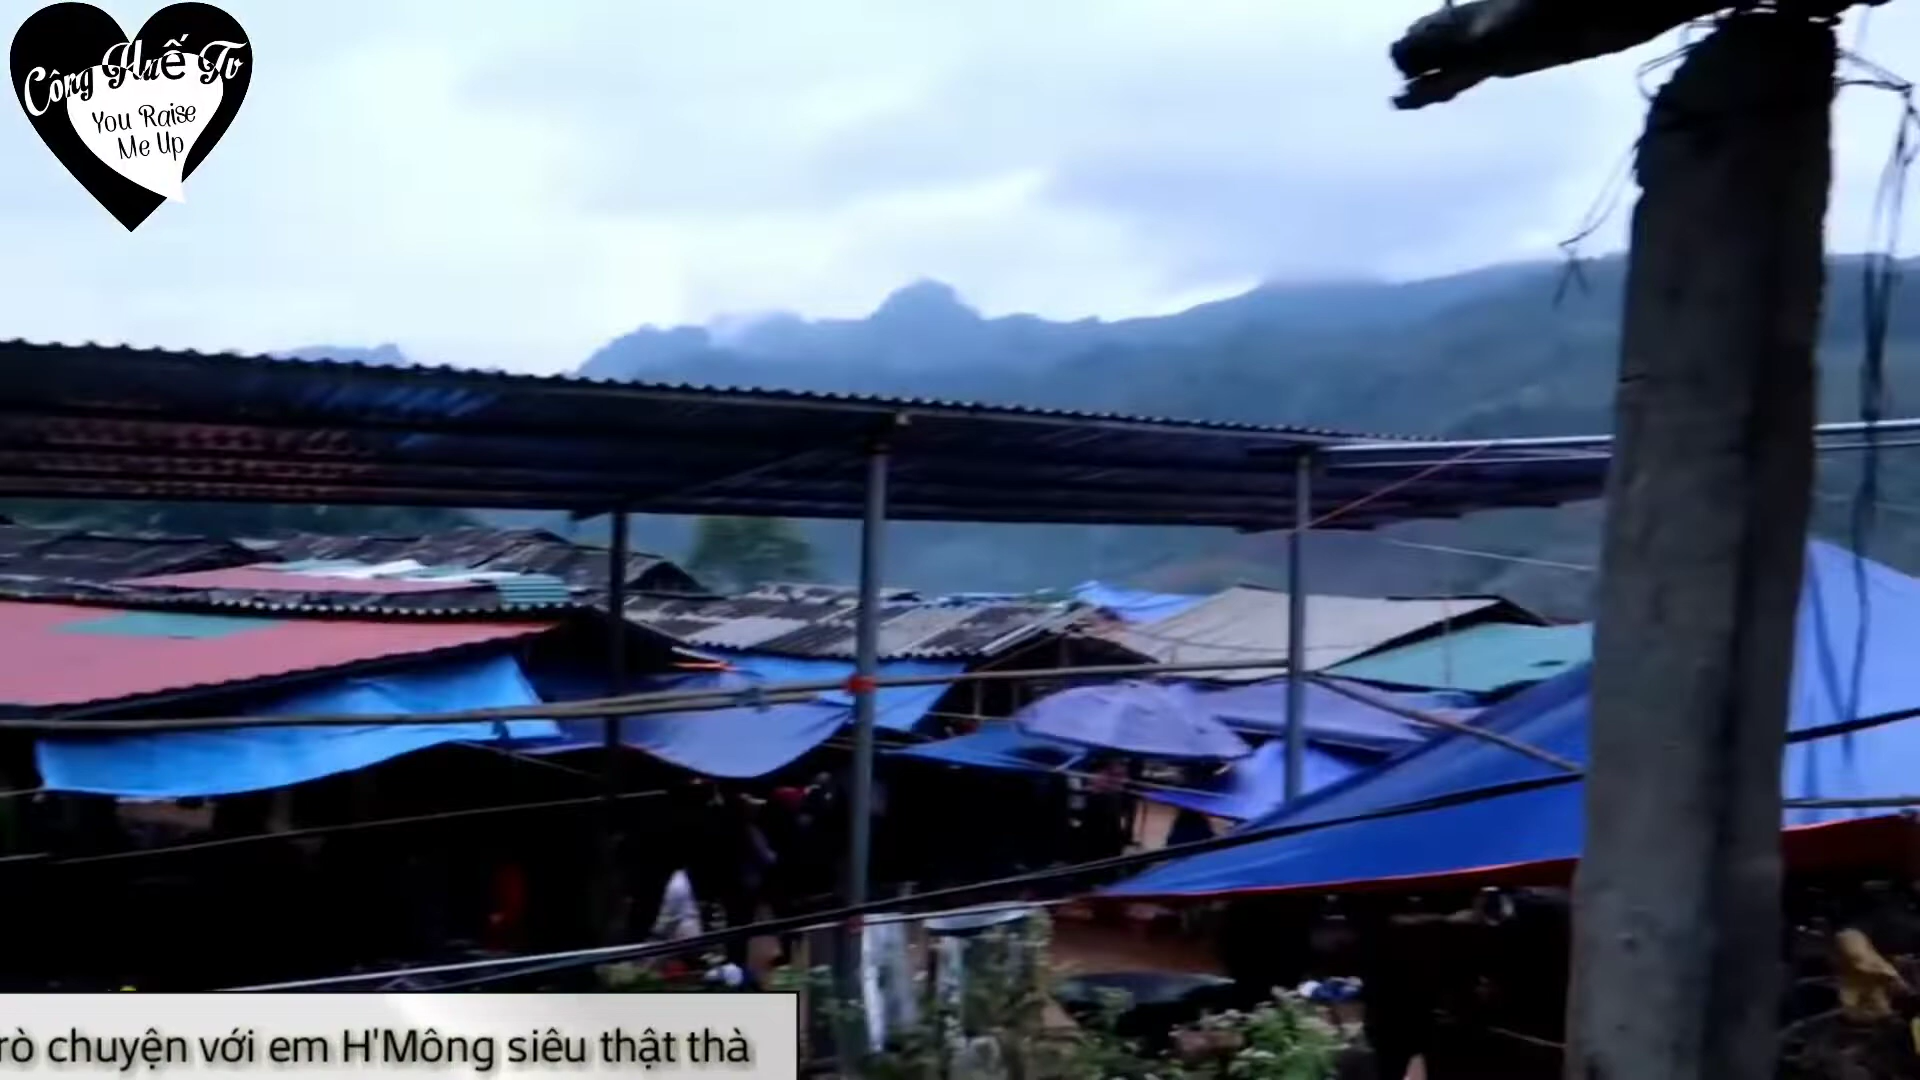 Công Huế Tv
You Raise
Me Up
rò chuyện với em H'Mông siêu thật thà